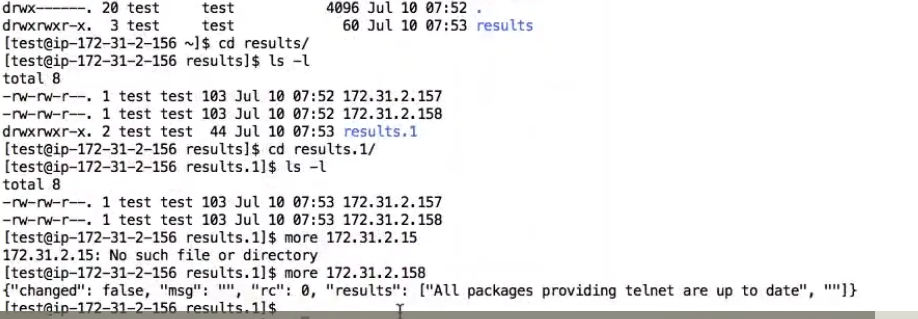 drwx------. 20 test     test         4096 Jul 10 07:52 .
drwxrwxr-x.  3 test     test           60 Jul 10 07:53 results
[test@ip-172-31-2-156 ~]$ cd results/
[test@ip-172-31-2-156 results]$ ls -l
total 8
-rw-rw-r--. 1 test test 103 Jul 10 07:52 172.31.2.157
-rw-rw-r--. 1 test test 103 Jul 10 07:52 172.31.2.158
drwxrwxr-x. 2 test test  44 Jul 10 07:53 results.1
[test@ip-172-31-2-156 results]$ cd results.1/
[test@ip-172-31-2-156 results.1]$ ls -l
total 8
-rw-rw-r--. 1 test test 103 Jul 10 07:53 172.31.2.157
-rw-rw-r--. 1 test test 103 Jul 10 07:53 172.31.2.158
[test@ip-172-31-2-156 results.1]$ more 172.31.2.15
172.31.2.15: No such file or directory
[test@ip-172-31-2-156 results.1]$ more 172.31.2.158
{"changed": false, "msg": "", "rc": 0, "results": ["All packages providing telnet are up to date", ""]}
[test@ip-172-31-2-156 results.1]$